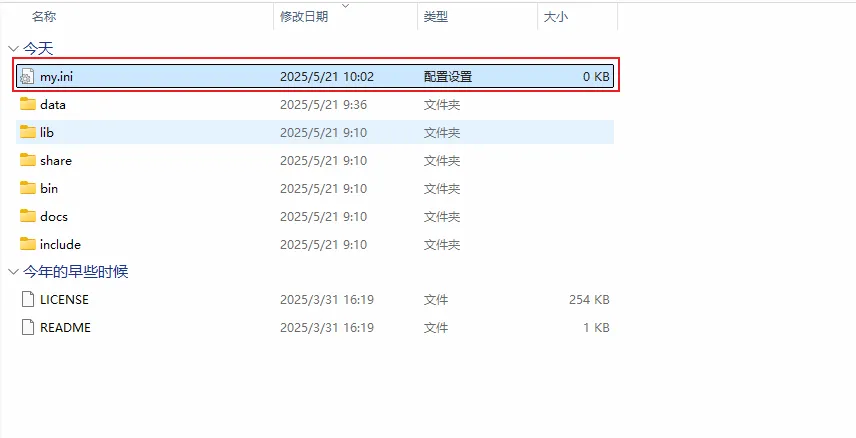 名称 修改日期 类型 大小
今天
my.ini 2025/5/21 10:02 配置设置 0 KB
data 2025/5/21 9:36 文件夹
lib 2025/5/21 9:10 文件夹
share 2025/5/21 9:10 文件夹
bin 2025/5/21 9:10 文件夹
docs 2025/5/21 9:10 文件夹
include 2025/5/21 9:10 文件夹
今年的早些时候
LICENSE 2025/3/31 16:19 文件 254 KB
README 2025/3/31 16:19 文件 1 KB